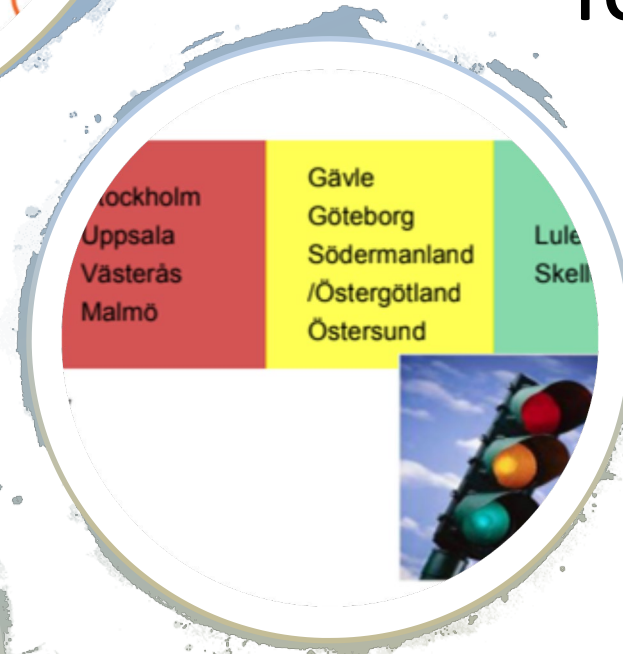 Uppsala
Västerås
Malmö
Gävle
Göteborg
Södermanland
/Östergötland
Östersund